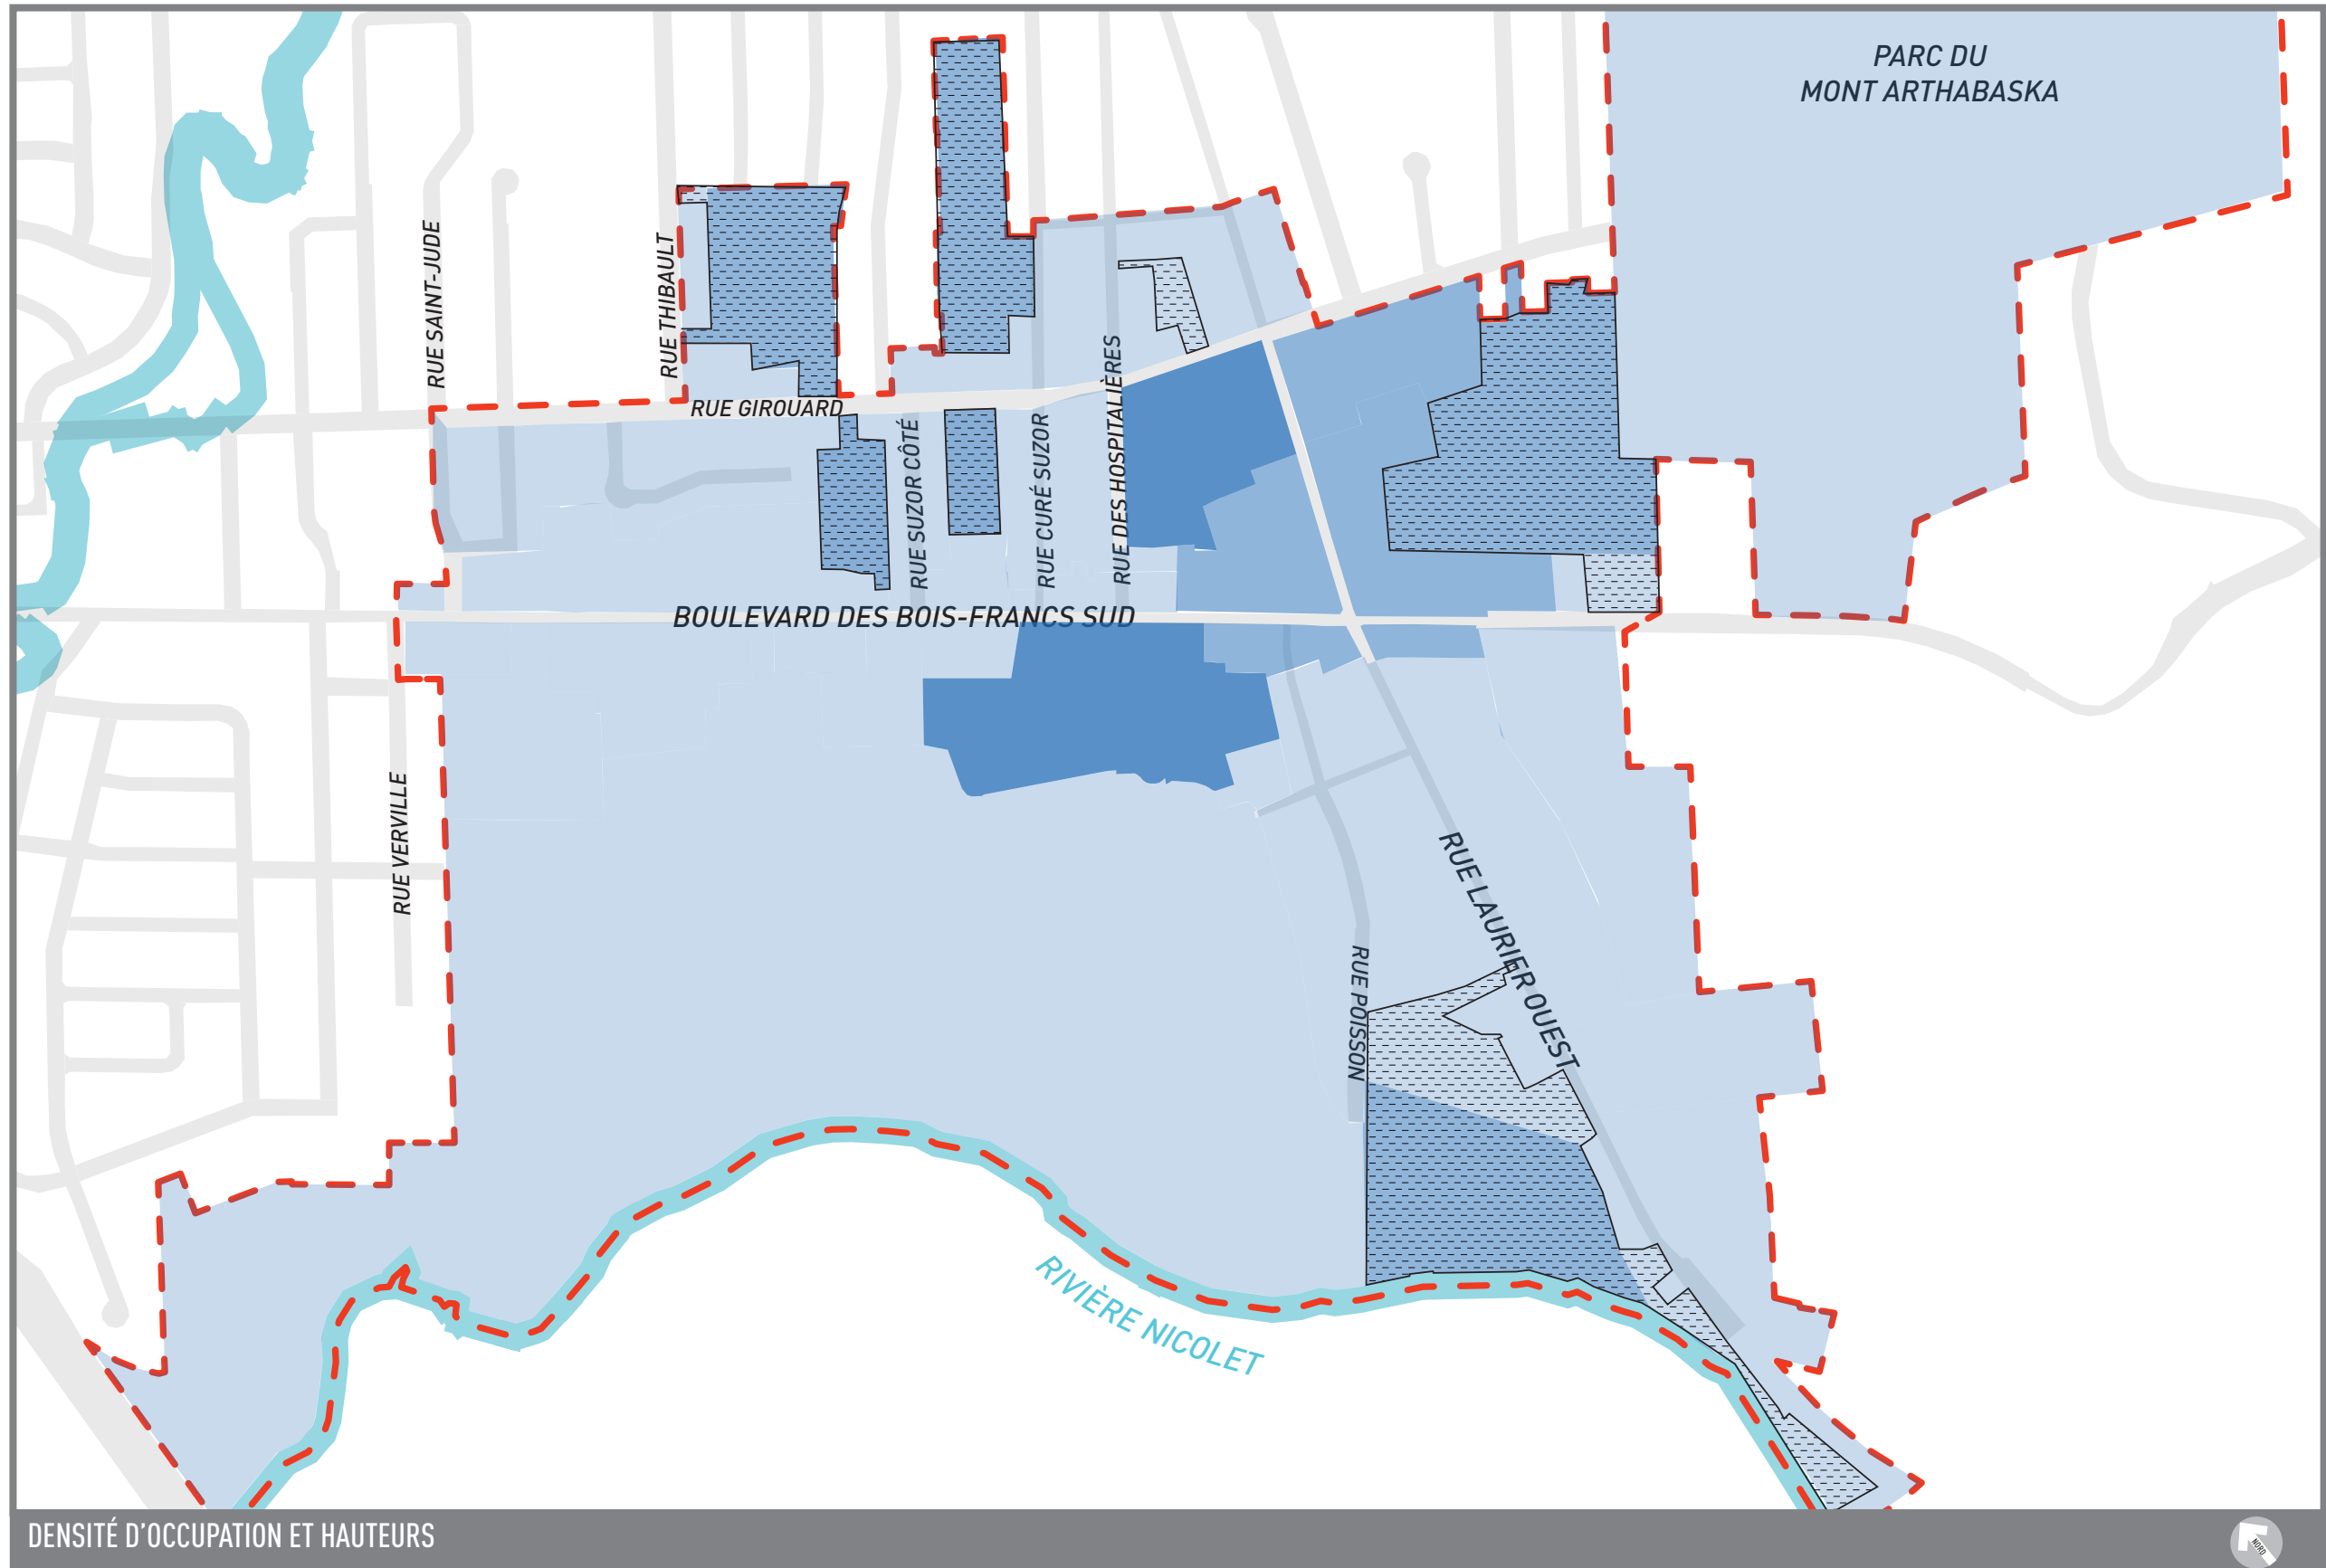 PARC DU
MONT ARTHABASKA
RUE SAINT-JUDE
RUE THIBAULT
RUE GIROUARD
RUE SUZOR CÔTÉ
RUE CURÉ SUZOR
RUE DES HOSPITALIÈRES
BOULEVARD DES BOIS-FRANCS SUD
RUE VERVILLE
RUE LAURIER OUEST
RUE POISSON
RIVIÈRE NICOLET
DENSITÉ D'OCCUPATION ET HAUTEURS
NORD